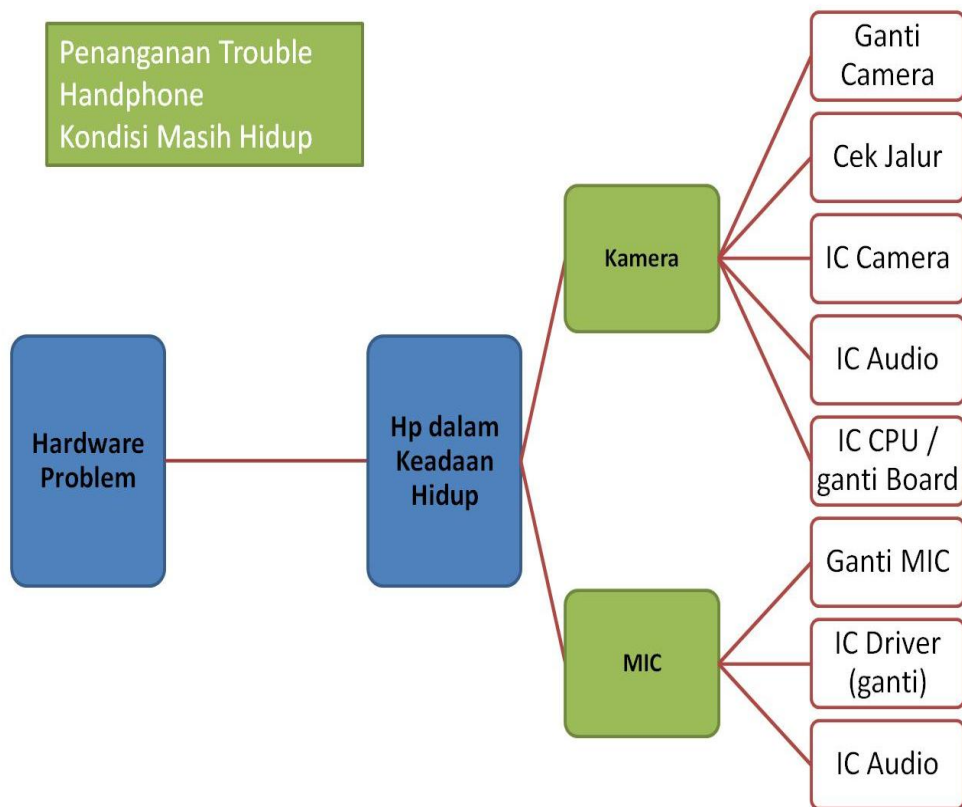 Penanganan Trouble
Handphone
Kondisi Masih Hidup
Hardware
Problem
Hp dalam
Keadaan
Hidup
Kamera
Ganti
Camera
Cek Jalur
IC Camera
IC Audio
IC CPU /
ganti Board
MIC
Ganti MIC
IC Driver
(ganti)
IC Audio